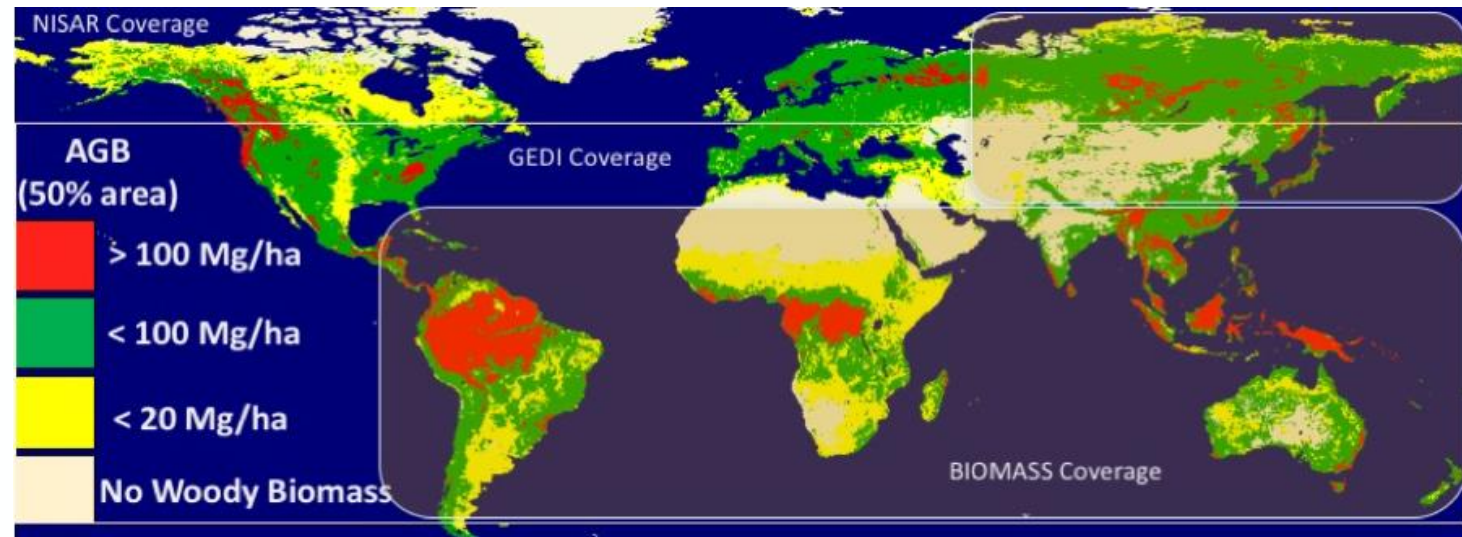 NISAR Coverage
GEDI Coverage
AGB
(50% area)
> 100 Mg/ha
< 100 Mg/ha
< 20 Mg/ha
No Woody Biomass
BIOMASS Coverage